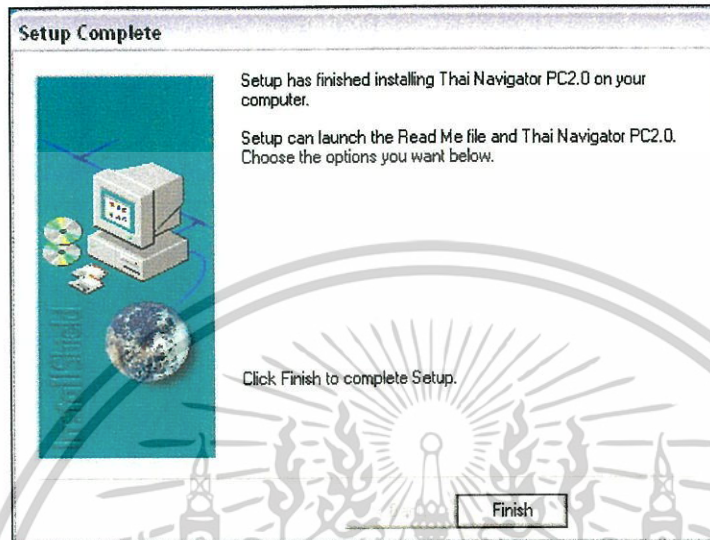 Setup Complete
Setup has finished installing Thai Navigator PC2.0 on your
computer.
Setup can launch the Read Me file and Thai Navigator PC2.0.
Choose the options you want below.
InstallShield
Click Finish to complete Setup.
Finish